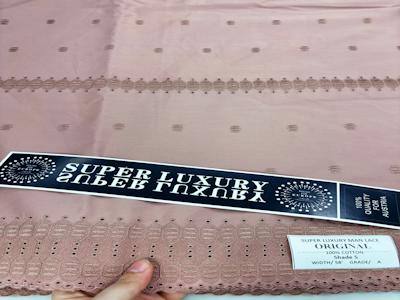 SUPER LUXURY
SUPER LUXURY
100%
QUALITY
FOR
AUSTRIA
SUPER LUXURY MAN LACE
ORIGINAL
100% COTTON
Shade 5
WIDTH/ 58" GRADE/ A